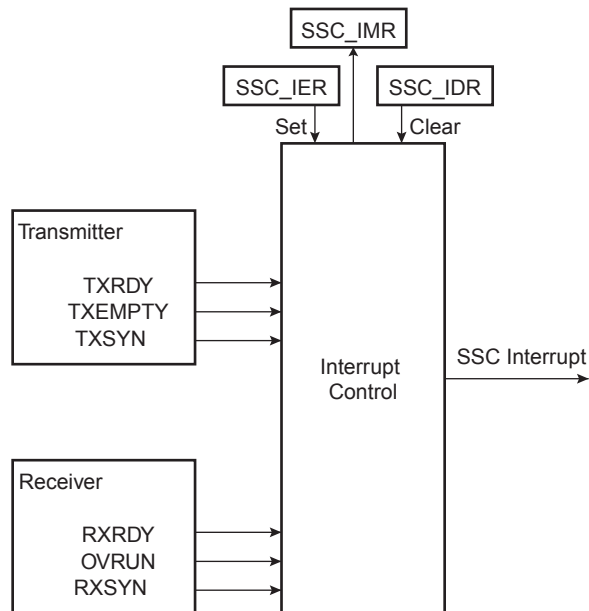 SSC_IMR
SSC_IER
SSC_IDR
Set
Clear
Transmitter
TXRDY
TXEMPTY
TXSYN
Interrupt
Control
SSC Interrupt
Receiver
RXRDY
OVRUN
RXSYN